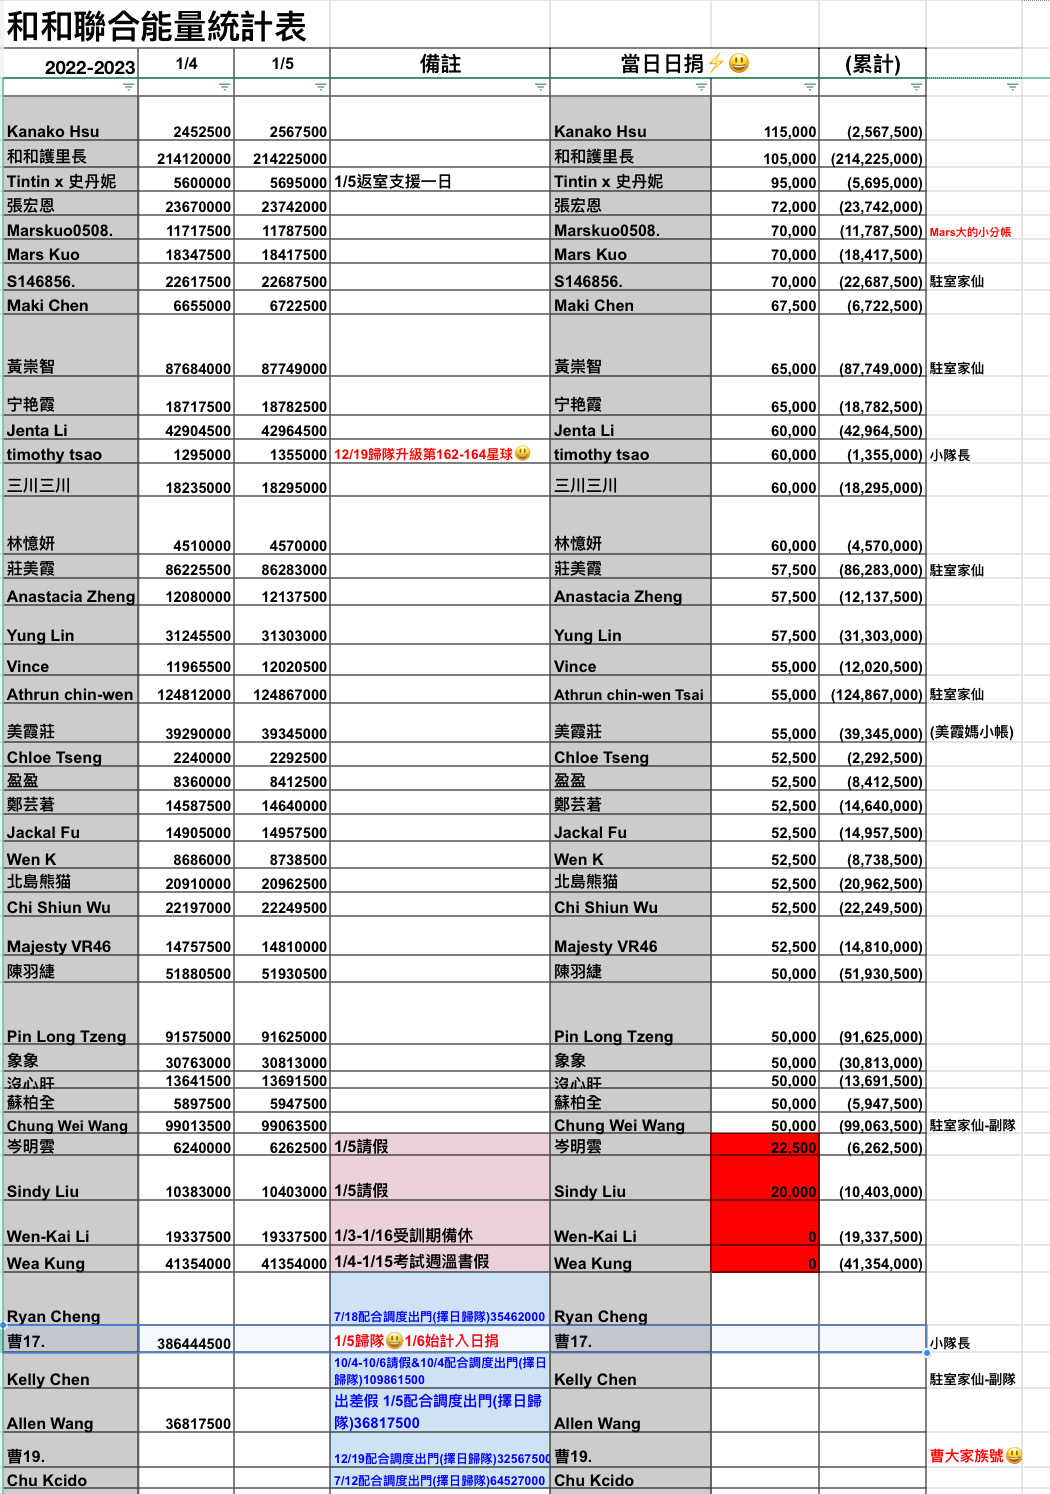 和和聯合能量統計表
2022-2023 1/4 1/5 備註 當日日捐⚡😃 (累計)
Kanako Hsu 2452500 2567500 Kanako Hsu 115,000 (2,567,500)
和和護里長 214120000 214225000 和和護里長 105,000 (214,225,000)
Tintin x 史丹妮 5600000 5695000 1/5返室支援一日 Tintin x 史丹妮 95,000 (5,695,000)
張宏恩 23670000 23742000 張宏恩 72,000 (23,742,000)
Marskuo0508. 11717500 11787500 Marskuo0508. 70,000 (11,787,500) Mars大的小分帳
Mars Kuo 18347500 18417500 Mars Kuo 70,000 (18,417,500)
S146856. 22617500 22687500 S146856. 70,000 (22,687,500) 駐室家仙
Maki Chen 6655000 6722500 Maki Chen 67,500 (6,722,500)
黃崇智 87684000 87749000 黃崇智 65,000 (87,749,000) 駐室家仙
宁艳霞 18717500 18782500 宁艳霞 65,000 (18,782,500)
Jenta Li 42904500 42964500 Jenta Li 60,000 (42,964,500)
timothy tsao 1295000 1355000 12/19歸隊升級第162-164星球😃 timothy tsao 60,000 (1,355,000) 小隊長
三川三川 18235000 18295000 三川三川 60,000 (18,295,000)
林憶妍 4510000 4570000 林憶妍 60,000 (4,570,000)
莊美霞 86225500 86283000 莊美霞 57,500 (86,283,000) 駐室家仙
Anastacia Zheng 12080000 12137500 Anastacia Zheng 57,500 (12,137,500)
Yung Lin 31245500 31303000 Yung Lin 57,500 (31,303,000)
Vince 11965500 12020500 Vince 55,000 (12,020,500)
Athrun chin-wen 124812000 124867000 Athrun chin-wen Tsai 55,000 (124,867,000) 駐室家仙
美霞莊 39290000 39345000 美霞莊 55,000 (39,345,000) (美霞媽小帳)
Chloe Tseng 2240000 2292500 Chloe Tseng 52,500 (2,292,500)
盈盈 8360000 8412500 盈盈 52,500 (8,412,500)
鄭芸菪 14587500 14640000 鄭芸菪 52,500 (14,640,000)
Jackal Fu 14905000 14957500 Jackal Fu 52,500 (14,957,500)
Wen K 8686000 8738500 Wen K 52,500 (8,738,500)
北島熊猫 20910000 20962500 北島熊猫 52,500 (20,962,500)
Chi Shiun Wu 22197000 22249500 Chi Shiun Wu 52,500 (22,249,500)
Majesty VR46 14757500 14810000 Majesty VR46 52,500 (14,810,000)
陳羽緁 51880500 51930500 陳羽緁 50,000 (51,930,500)
Pin Long Tzeng 91575000 91625000 Pin Long Tzeng 50,000 (91,625,000)
象象 30763000 30813000 象象 50,000 (30,813,000)
沒心肝 13641500 13691500 沒心肝 50,000 (13,691,500)
蘇柏全 5897500 5947500 蘇柏全 50,000 (5,947,500)
Chung Wei Wang 99013500 99063500 Chung Wei Wang 50,000 (99,063,500) 駐室家仙-副隊
岑明雲 6240000 6262500 1/5請假 岑明雲 22,500 (6,262,500)
Sindy Liu 10383000 10403000 1/5請假 Sindy Liu 20,000 (10,403,000)
Wen-Kai Li 19337500 19337500 1/3-1/16受訓期備休 Wen-Kai Li 0 (19,337,500)
Wea Kung 41354000 41354000 1/4-1/15考試週溫書假 Wea Kung 0 (41,354,000)
Ryan Cheng 7/18配合調度出門(擇日歸隊)35462000 Ryan Cheng
曹17. 386444500 1/5歸隊😃1/6始計入日捐 曹17. 小隊長
10/4-10/6請假&10/4配合調度出門(擇日
Kelly Chen 歸隊)109861500 Kelly Chen 駐室家仙-副隊
出差假 1/5配合調度出門(擇日歸
Allen Wang 36817500 隊)36817500 Allen Wang
曹19. 12/19配合調度出門(擇日歸隊)32567500 曹19. 曹大家族號😃
Chu Kcido 7/12配合調度出門(擇日歸隊)64527000 Chu Kcido